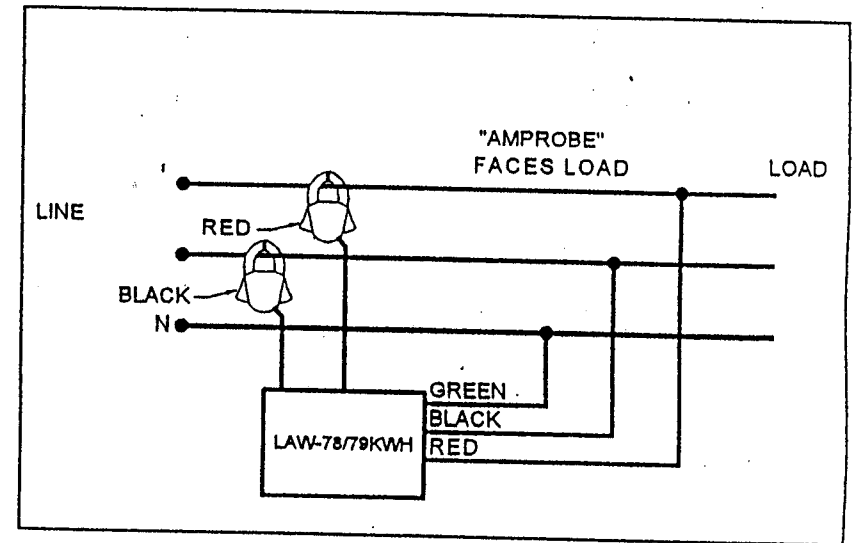 "AMPROBE"
FACES LOAD
LOAD
LINE
RED
BLACK
N
GREEN
BLACK
RED
LAW-78/79KWH